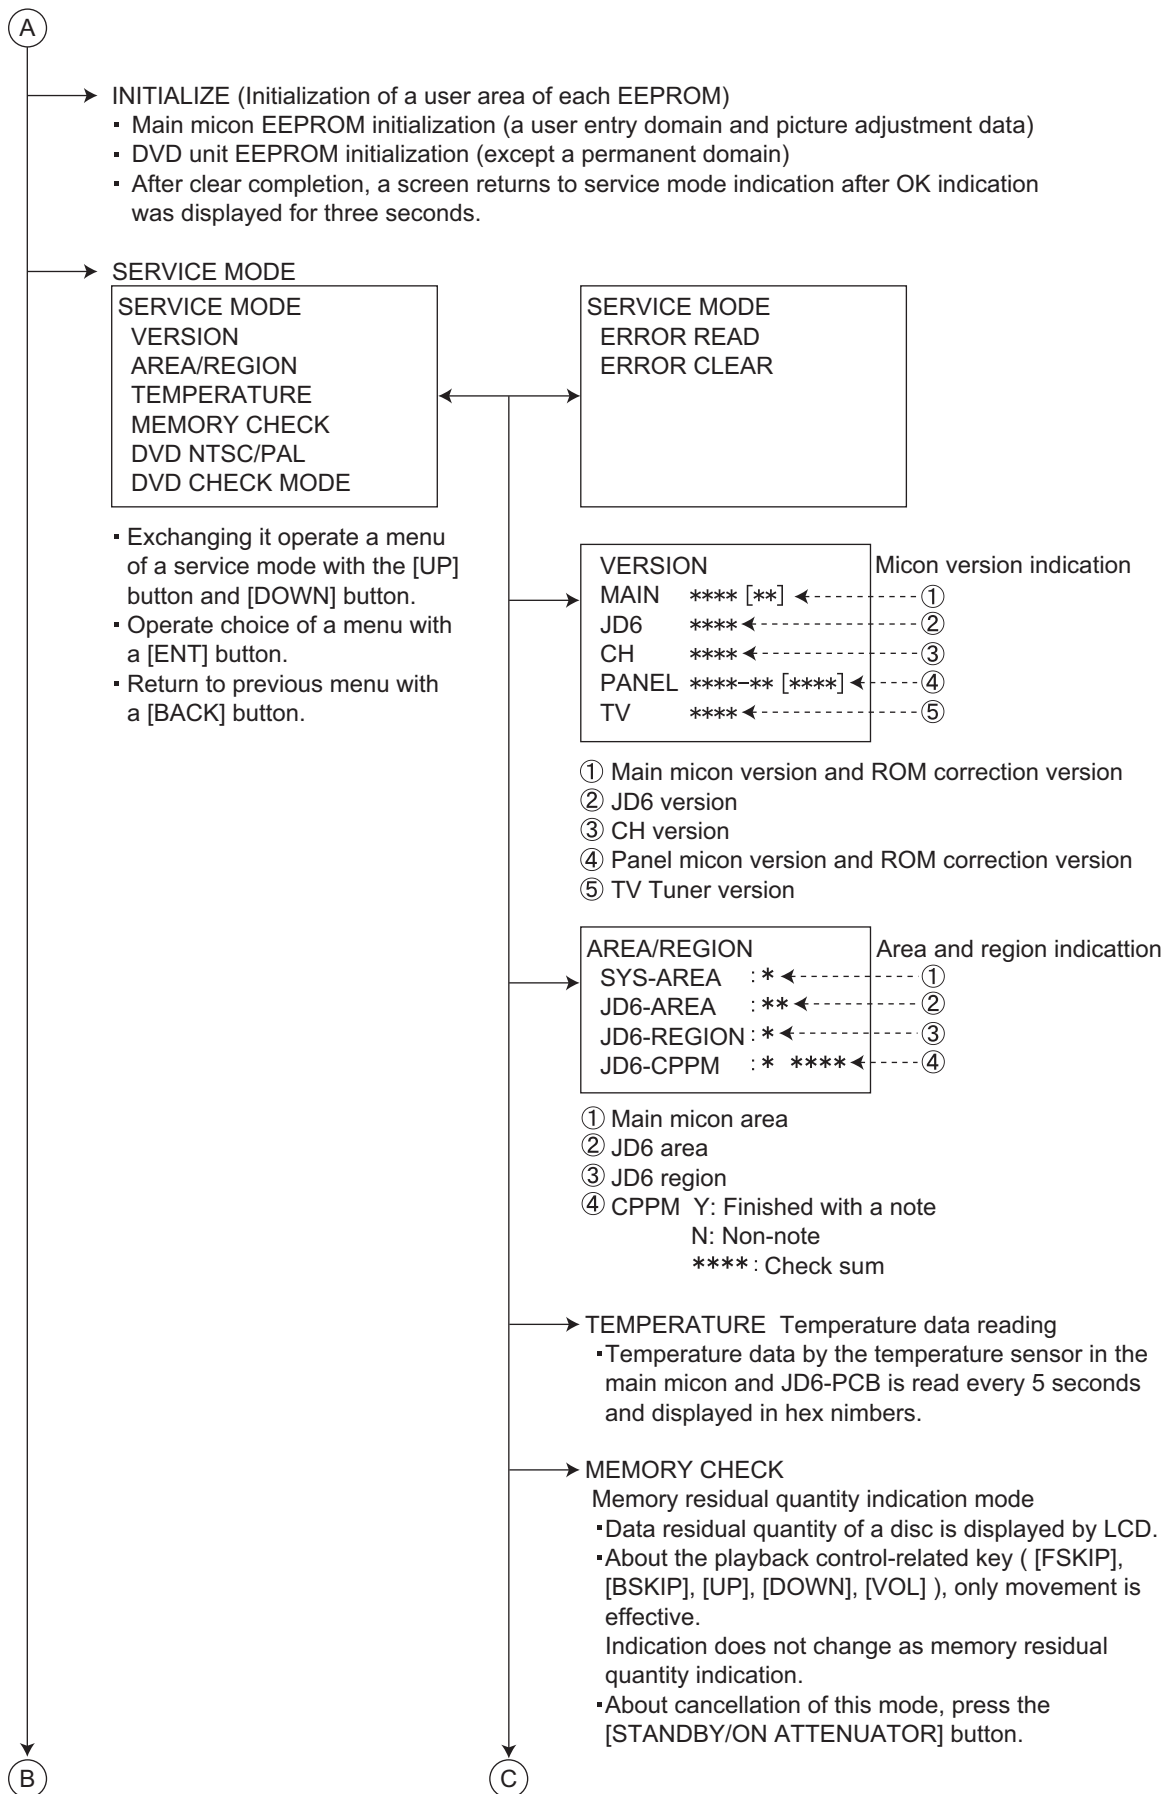 A
INITIALIZE (Initialization of a user area of each EEPROM)
▪ Main micon EEPROM initialization (a user entry domain and picture adjustment data)
▪ DVD unit EEPROM initialization (except a permanent domain)
▪ After clear completion, a screen returns to service mode indication after OK indication
was displayed for three seconds.
SERVICE MODE
SERVICE MODE
VERSION
AREA/REGION
TEMPERATURE
MEMORY CHECK
DVD NTSC/PAL
DVD CHECK MODE
SERVICE MODE
ERROR READ
ERROR CLEAR
▪ Exchanging it operate a menu
of a service mode with the [UP]
button and [DOWN] button.
▪ Operate choice of a menu with
a [ENT] button.
▪ Return to previous menu with
a [BACK] button.
VERSION Micon version indication
MAIN **** [**] ①
JD6 **** ②
CH **** ③
PANEL ****-** [****] ④
TV **** ⑤
① Main micon version and ROM correction version
② JD6 version
③ CH version
④ Panel micon version and ROM correction version
⑤ TV Tuner version
AREA/REGION Area and region indicattion
SYS-AREA : * ①
JD6-AREA : ** ②
JD6-REGION : * ③
JD6-CPPM : * **** ④
① Main micon area
② JD6 area
③ JD6 region
④ CPPM Y: Finished with a note
N: Non-note
**** : Check sum
TEMPERATURE Temperature data reading
▪Temperature data by the temperature sensor in the
main micon and JD6-PCB is read every 5 seconds
and displayed in hex nimbers.
MEMORY CHECK
Memory residual quantity indication mode
▪Data residual quantity of a disc is displayed by LCD.
▪About the playback control-related key ( [FSKIP],
[BSKIP], [UP], [DOWN], [VOL] ), only movement is
effective.
Indication does not change as memory residual
quantity indication.
▪About cancellation of this mode, press the
[STANDBY/ON ATTENUATOR] button.
B C